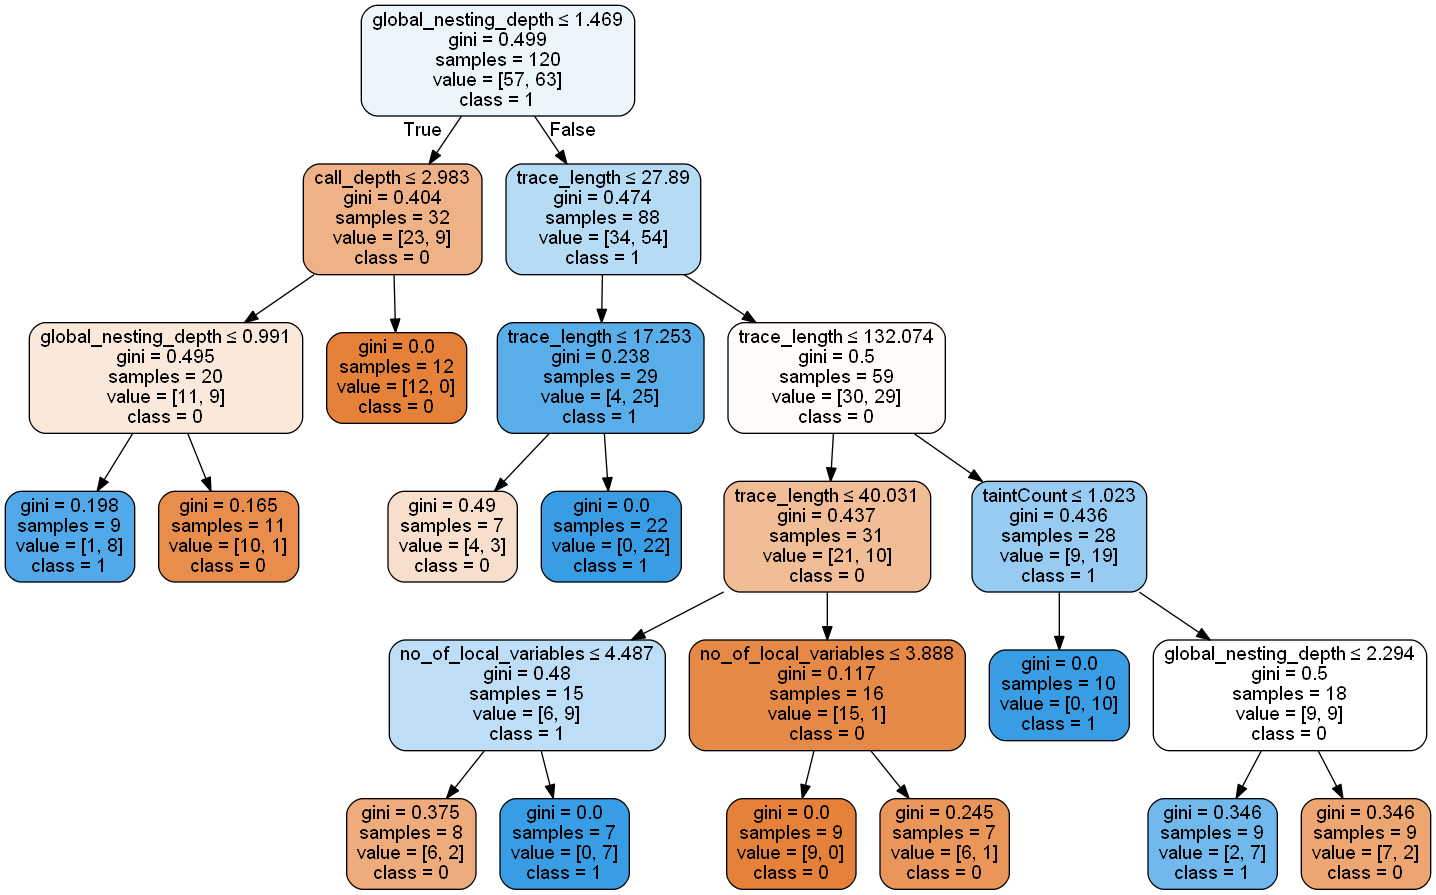 global_nesting_depth ≤ 1.469
gini = 0.499
samples = 120
value = [57, 63]
class = 1
True
False
call_depth ≤ 2.983
gini = 0.404
samples = 32
value = [23, 9]
class = 0
trace_length ≤ 27.89
gini = 0.474
samples = 88
value = [34, 54]
class = 1
global_nesting_depth ≤ 0.991
gini = 0.495
samples = 20
value = [11, 9]
class = 0
gini = 0.0
samples = 12
value = [12, 0]
class = 0
trace_length ≤ 17.253
gini = 0.238
samples = 29
value = [4, 25]
class = 1
trace_length ≤ 132.074
gini = 0.5
samples = 59
value = [30, 29]
class = 0
gini = 0.198
samples = 9
value = [1, 8]
class = 1
gini = 0.165
samples = 11
value = [10, 1]
class = 0
gini = 0.49
samples = 7
value = [4, 3]
class = 0
gini = 0.0
samples = 22
value = [0, 22]
class = 1
trace_length ≤ 40.031
gini = 0.437
samples = 31
value = [21, 10]
class = 0
taintCount ≤ 1.023
gini = 0.436
samples = 28
value = [9, 19]
class = 1
no_of_local_variables ≤ 4.487
gini = 0.48
samples = 15
value = [6, 9]
class = 1
no_of_local_variables ≤ 3.888
gini = 0.117
samples = 16
value = [15, 1]
class = 0
gini = 0.0
samples = 10
value = [0, 10]
class = 1
global_nesting_depth ≤ 2.294
gini = 0.5
samples = 18
value = [9, 9]
class = 0
gini = 0.375
samples = 8
value = [6, 2]
class = 0
gini = 0.0
samples = 7
value = [0, 7]
class = 1
gini = 0.0
samples = 9
value = [9, 0]
class = 0
gini = 0.245
samples = 7
value = [6, 1]
class = 0
gini = 0.346
samples = 9
value = [2, 7]
class = 1
gini = 0.346
samples = 9
value = [7, 2]
class = 0